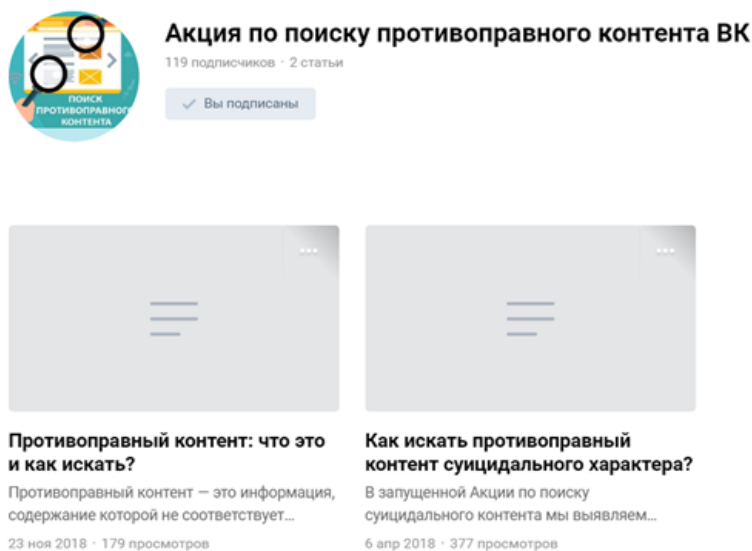 Акция по поиску противоправного контента ВК
119 подписчиков · 2 статьи
Вы подписаны
ПОИСК
ПРОТИВОПРАВНОГО
КОНТЕНТА
Противоправный контент: что это
и как искать?
Противоправный контент — это информация,
содержание которой не соответствует...
23 ноя 2018 · 179 просмотров
Как искать противоправный
контент суицидального характера?
В запущенной Акции по поиску
суицидального контента мы выявляем...
6 апр 2018 · 377 просмотров